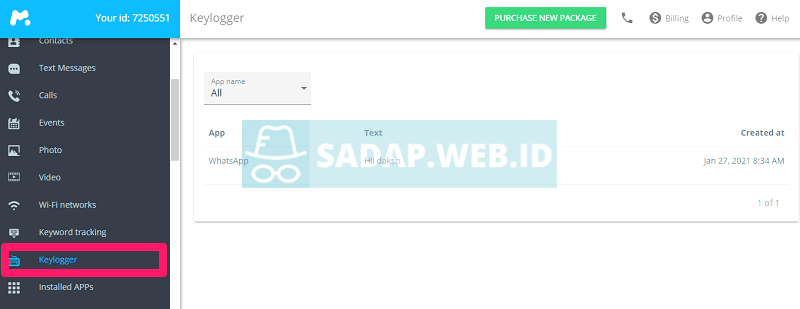 Your id: 7250551
Keylogger
PURCHASE NEW PACKAGE
Billing
Profile
Help
Contacts
Text Messages
Calls
Events
Photo
Video
Wi-Fi networks
Keyword tracking
Keylogger
Installed APPs
App name
All
App Text Created at
WhatsApp Hii daksh Jan 27, 2021 8:34 AM
SADAP.WEB.ID
1 of 1